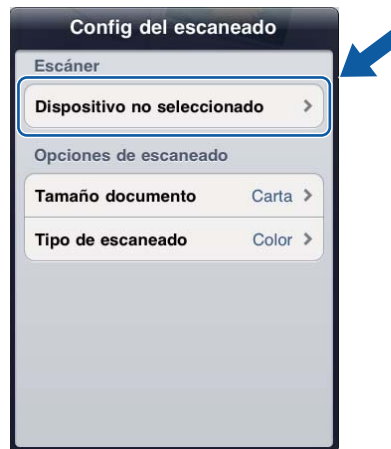 Config del escaneado
Escáner
Dispositivo no seleccionado
Opciones de escaneado
Tamaño documento Carta
Tipo de escaneado Color